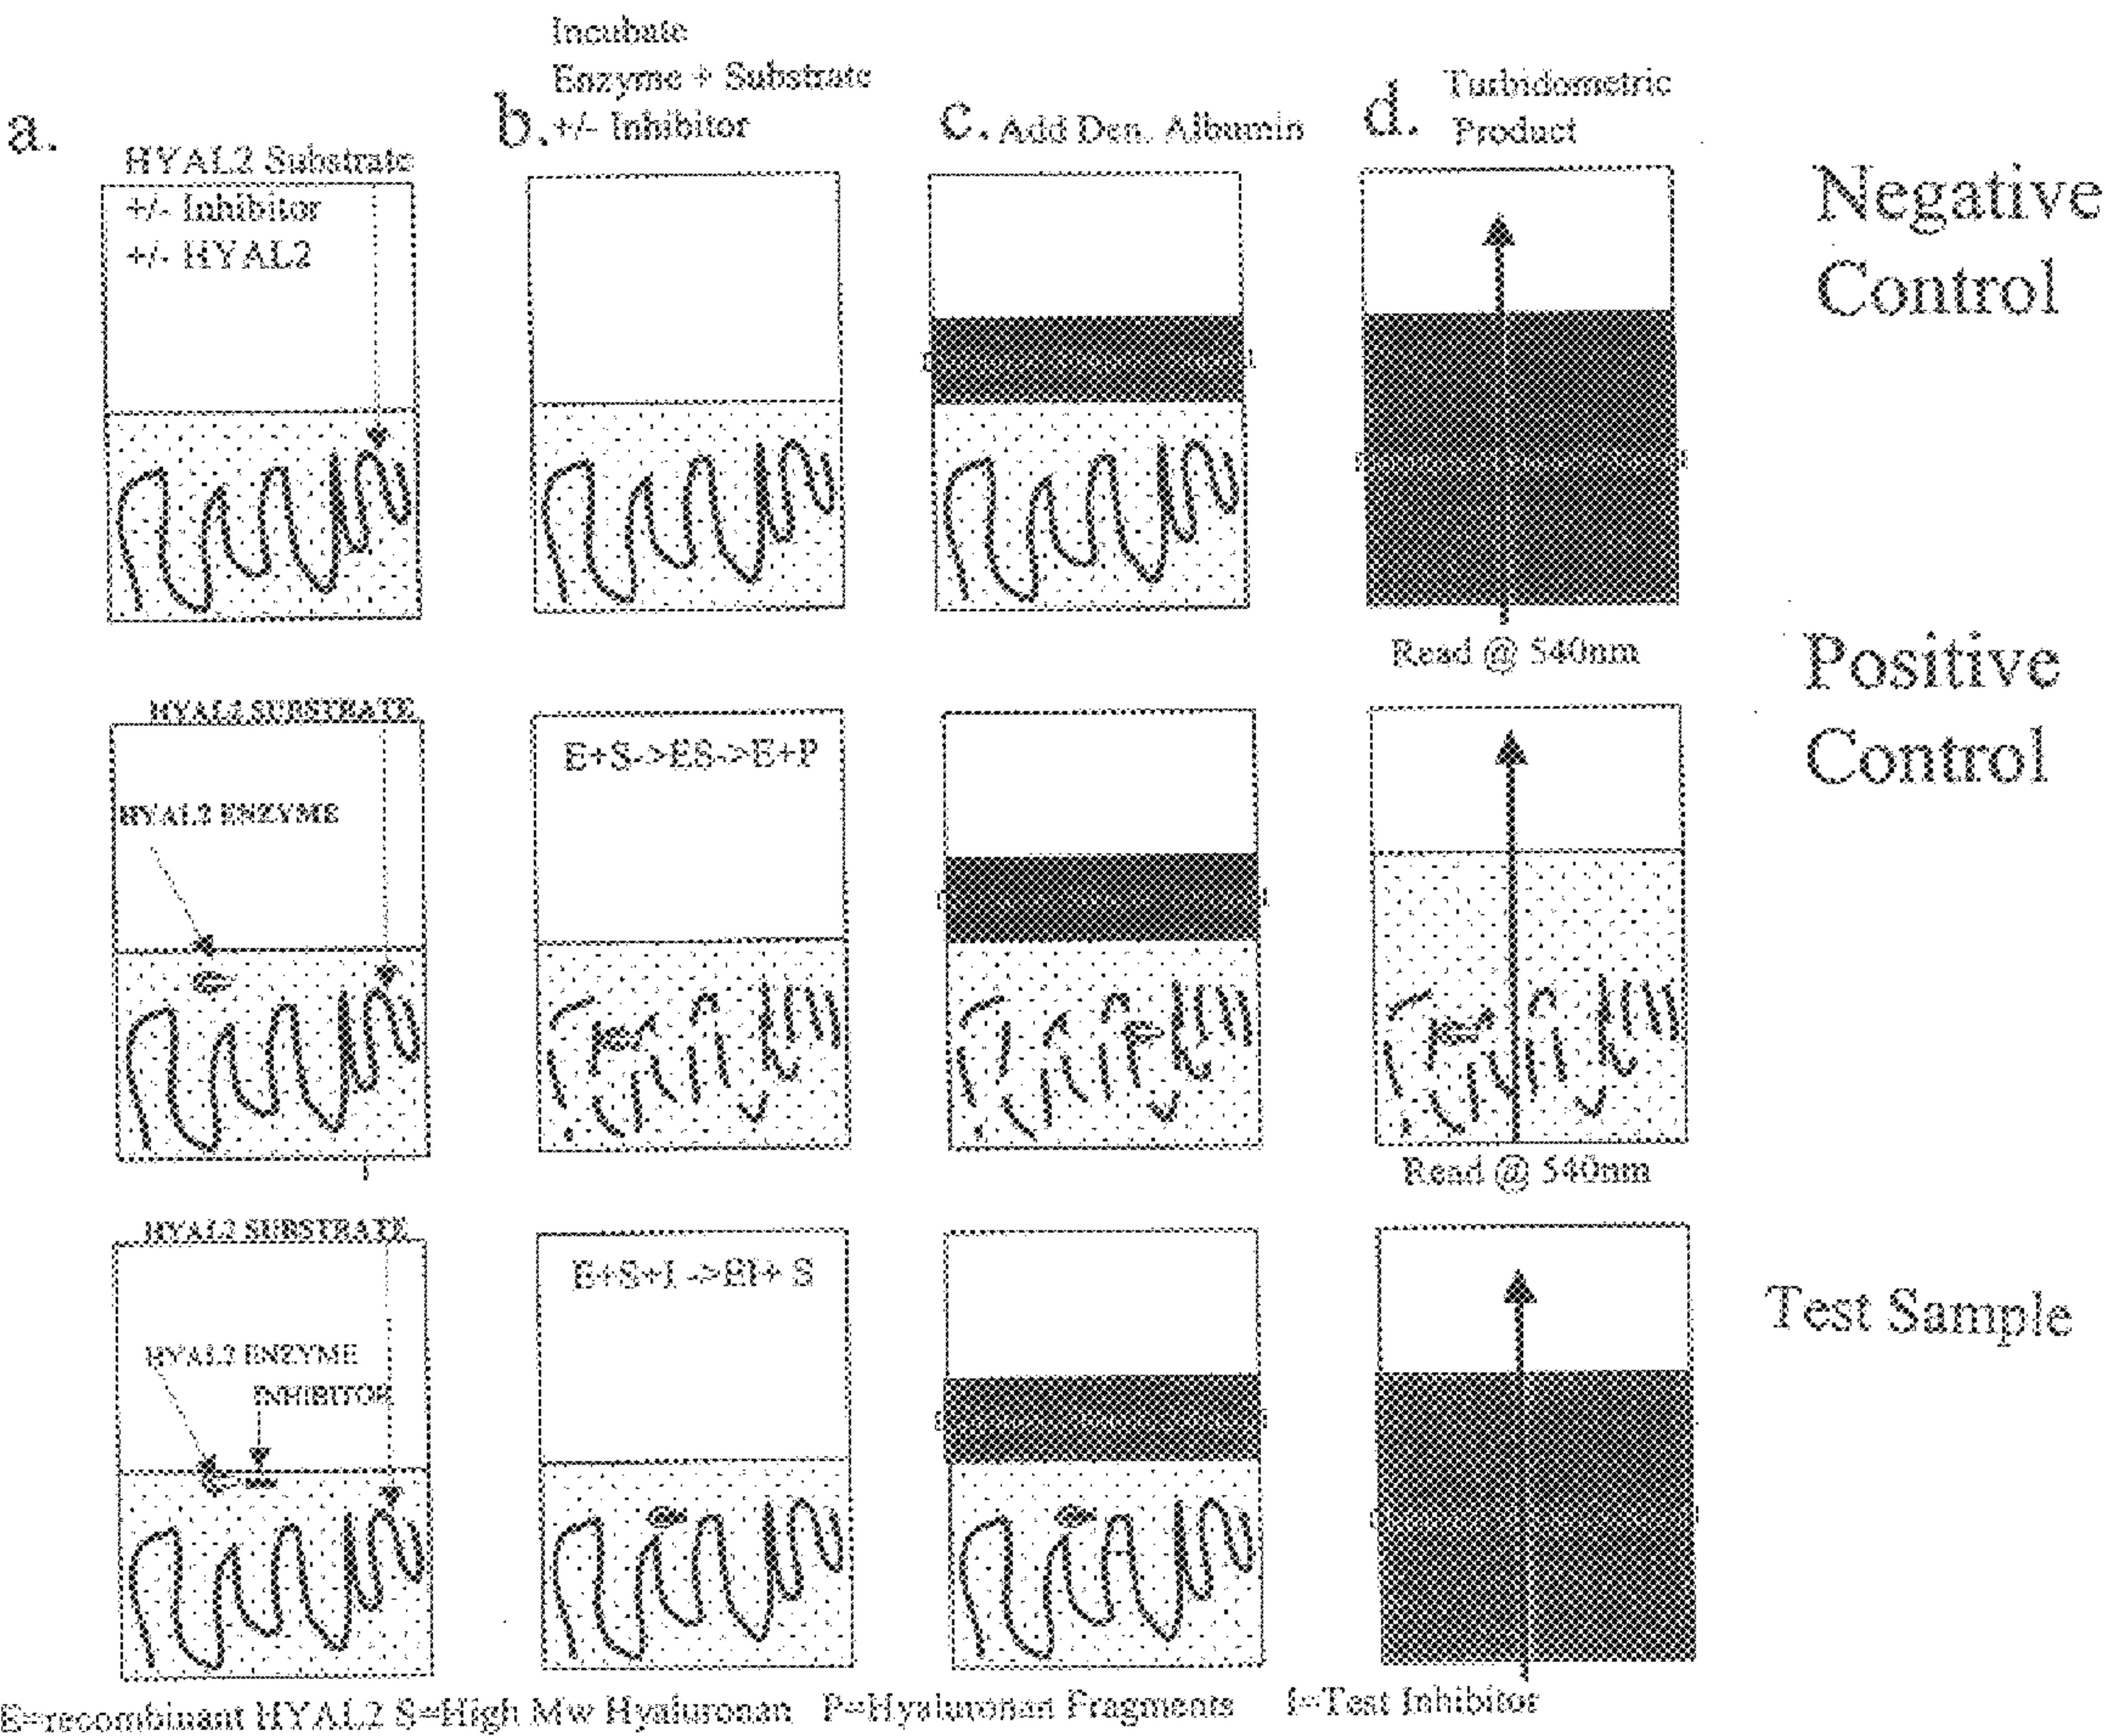 a.
HYAL2 Substrate
+/- Inhibitor
+/- HYAL2
b.
Incubate
Enzyme + Substrate
+/- Inhibitor
c. Add Den. Albumin
d.
Turbidometric
Product
Negative
Control
Read @ 540nm
HYAL2 SUBSTRATE
HYAL2 ENZYME
E+S->ES->E+P
Positive
Control
Read @ 540nm
HYAL2 SUBSTRATE
HYAL2 ENZYME
INHIBITOR
E+S+I ->EI+ S
Test Sample
E=recombinant HYAL2 S=High Mw Hyaluronan P=Hyaluronan Fragments I=Test Inhibitor